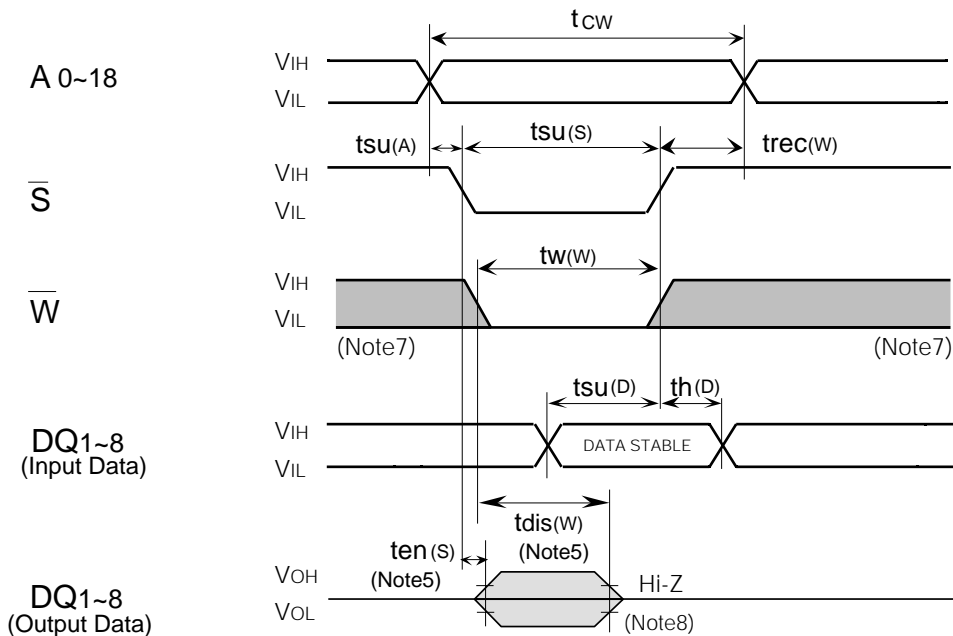 tcw
A 0~18
VIH
VIL
tsu(A)
tsu(S)
trec(W)
S
VIH
VIL
tw(W)
W
VIH
VIL
(Note7)
(Note7)
tsu(D)
th(D)
DQ1~8
(Input Data)
VIH
VIL
DATA STABLE
tdis(W)
(Note5)
ten(S)
(Note5)
DQ1~8
(Output Data)
VOH
VOL
Hi-Z
(Note8)